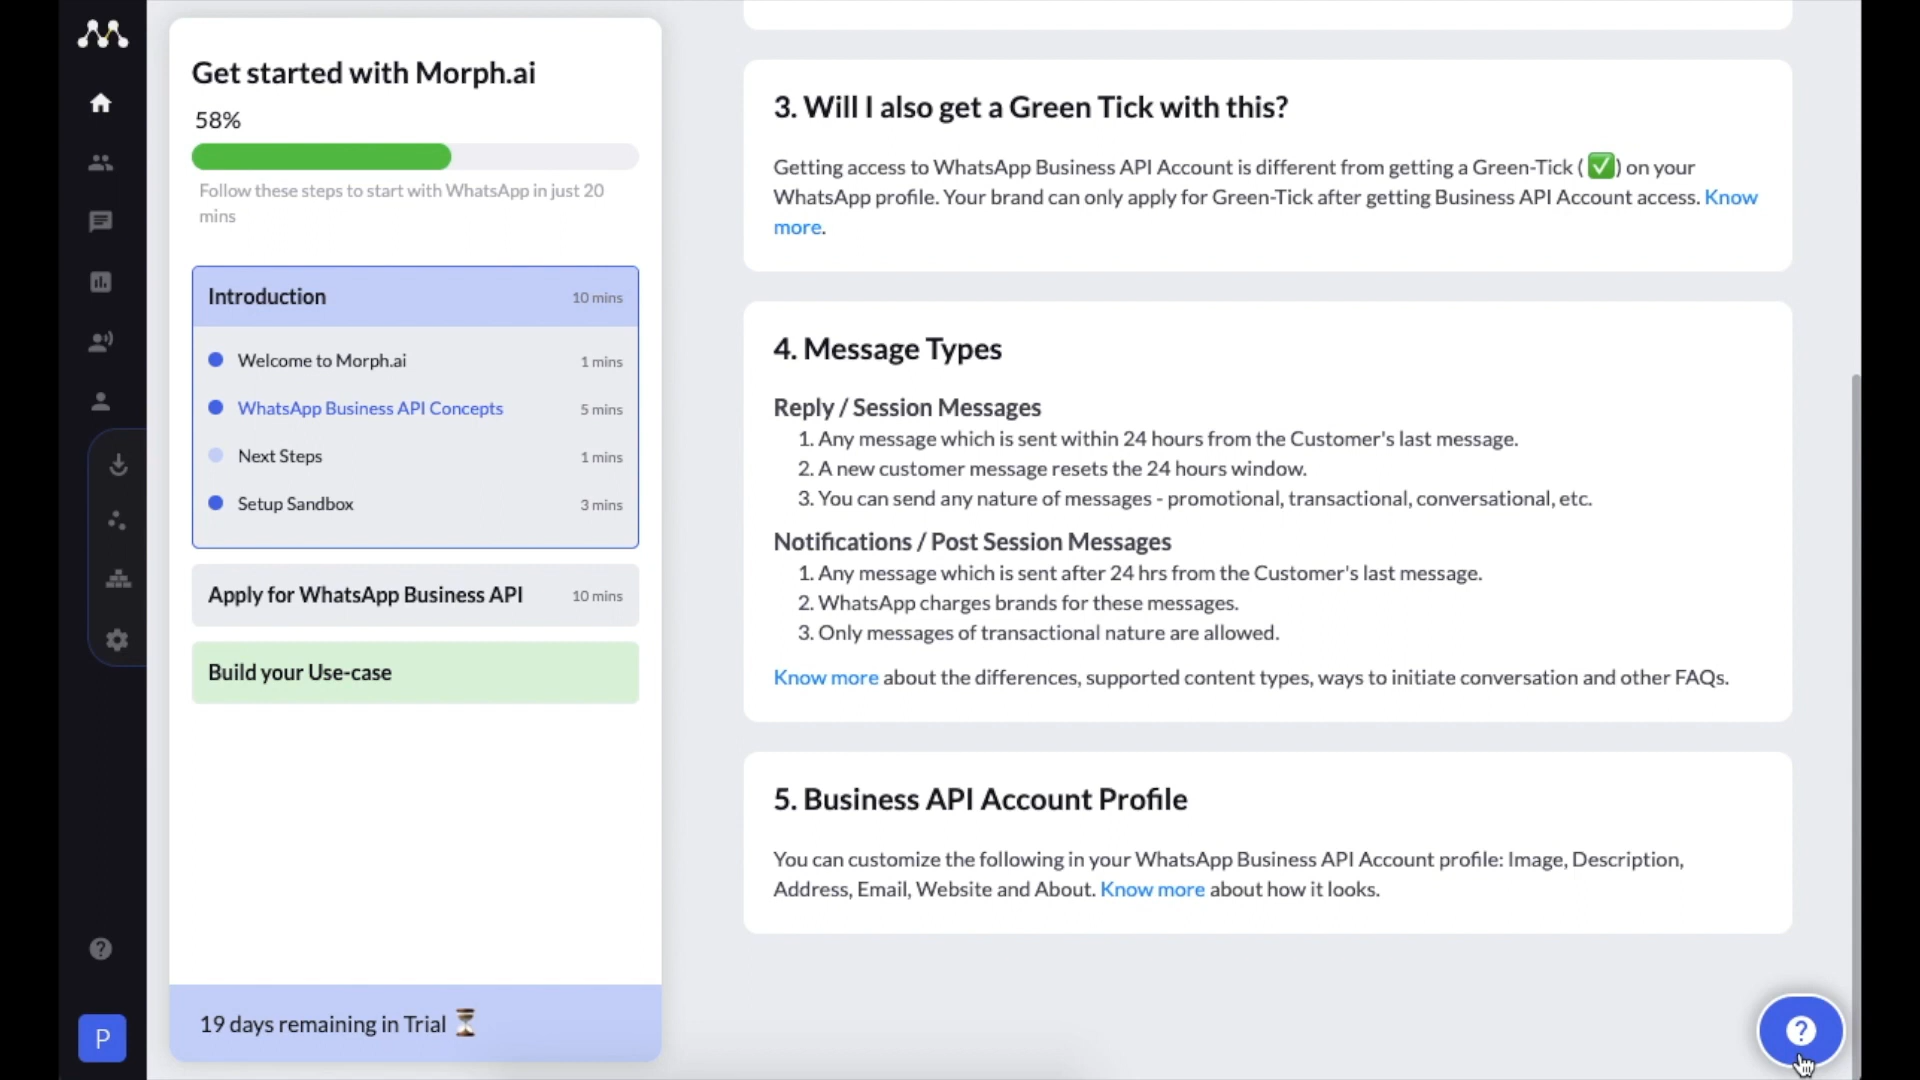 Get started with Morph.ai
58%
Follow these steps to start with WhatsApp in just 20
mins
Introduction 10 mins
Welcome to Morph.ai 1 mins
WhatsApp Business API Concepts 5 mins
Next Steps 1 mins
Setup Sandbox 3 mins
Apply for WhatsApp Business API 10 mins
Build your Use-case
19 days remaining in Trial ⏳
P
3. Will I also get a Green Tick with this?
Getting access to WhatsApp Business API Account is different from getting a Green-Tick ( ✅) on your
WhatsApp profile. Your brand can only apply for Green-Tick after getting Business API Account access. Know
more.
4. Message Types
Reply / Session Messages
1. Any message which is sent within 24 hours from the Customer's last message.
2. A new customer message resets the 24 hours window.
3. You can send any nature of messages - promotional, transactional, conversational, etc.
Notifications / Post Session Messages
1. Any message which is sent after 24 hrs from the Customer's last message.
2. WhatsApp charges brands for these messages.
3. Only messages of transactional nature are allowed.
Know more about the differences, supported content types, ways to initiate conversation and other FAQs.
5. Business API Account Profile
You can customize the following in your WhatsApp Business API Account profile: Image, Description,
Address, Email, Website and About. Know more about how it looks.
?